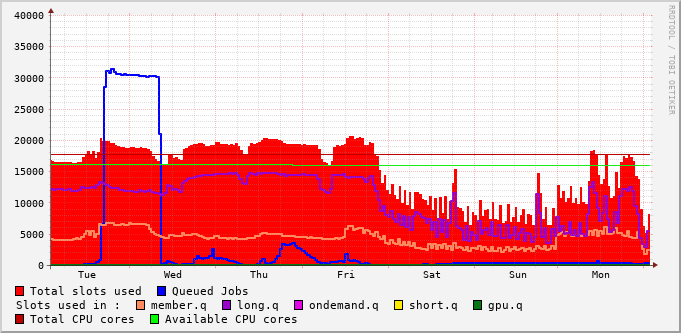 40000
35000
30000
25000
20000
15000
10000
5000
0
Tue Wed Thu Fri Sat Sun Mon
RRDTOOL / TOBI OETIKER
Total slots used Queued Jobs
Slots used in : member.q long.q ondemand.q short.q gpu.q
Total CPU cores Available CPU cores